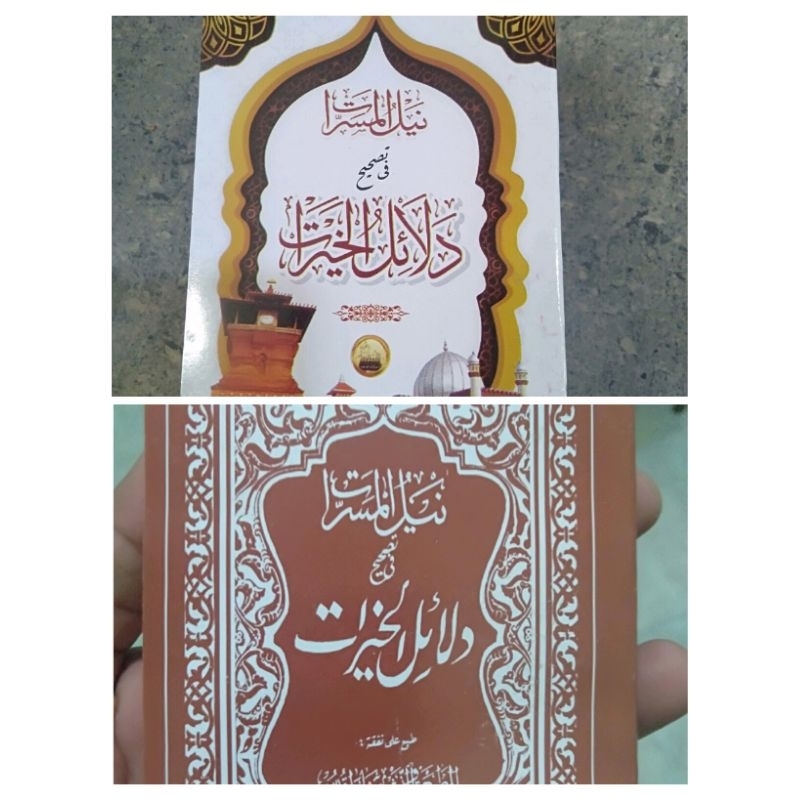 نيل المسرات
في تصحيح
دلائل الخيرات
نيل المسرات
في تصحيح
دلائل الخيرات
طبع على نفقة :